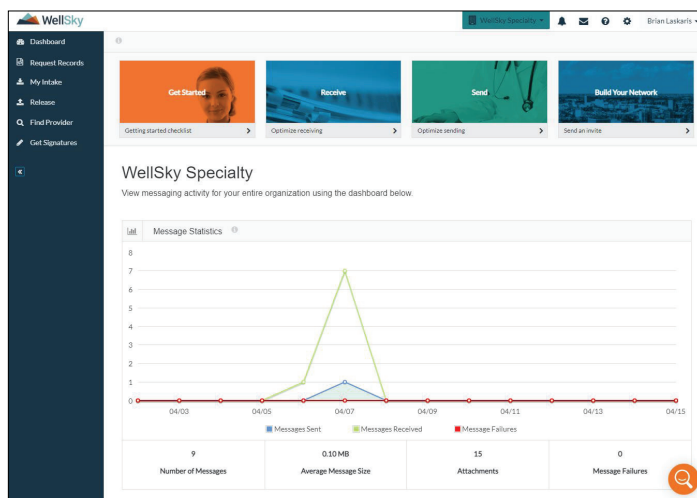 WellSky
WellSky Specialty
Brian Laskaris
Dashboard
Request Records
My Intake
Release
Find Provider
Get Signatures
Get Started
Getting started checklist
Receive
Optimize receiving
Send
Optimize sending
Build Your Network
Send an invite
WellSky Specialty
View messaging activity for your entire organization using the dashboard below.
Message Statistics
8
7
6
5
4
3
2
1
0
04/03 04/05 04/07 04/09 04/11 04/13 04/15
Messages Sent Messages Received Message Failures
9 0.10 MB 15 0
Number of Messages Average Message Size Attachments Message Failures